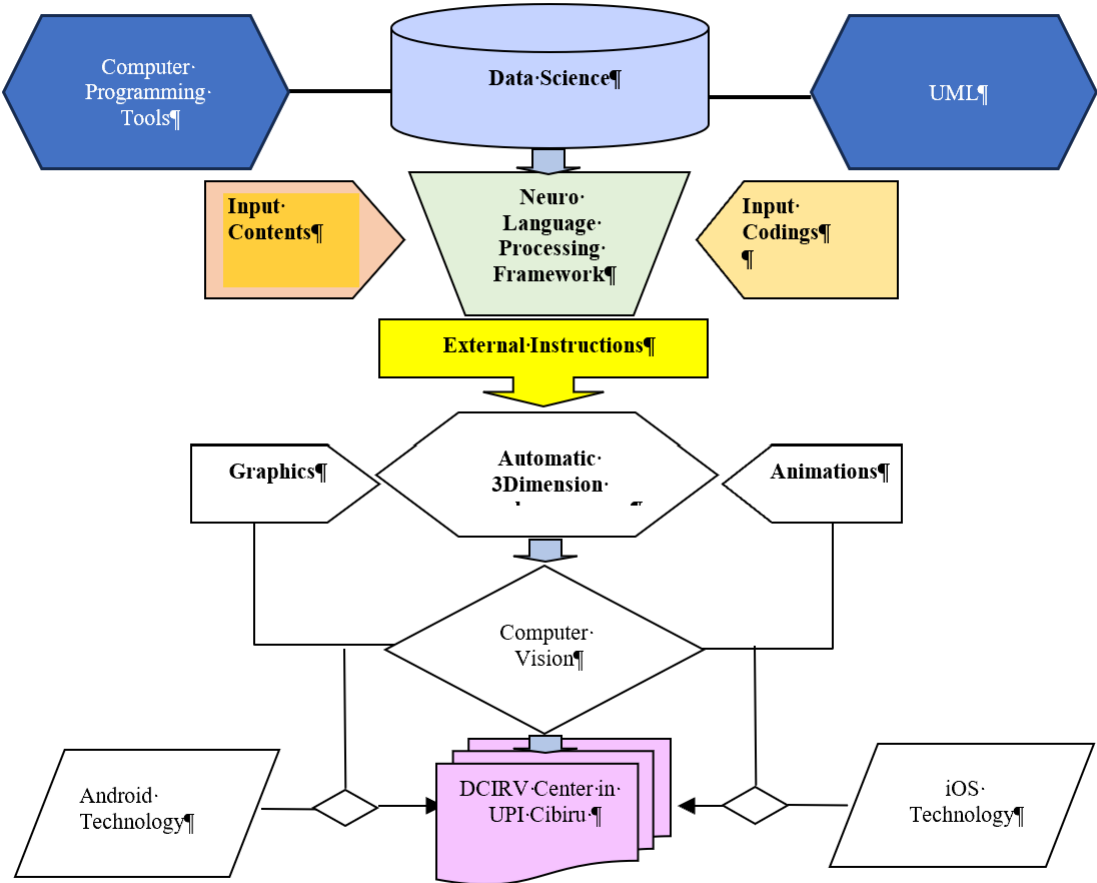 Computer·
Programming·
Tools¶
Data·Science¶
UML¶
Input·
Contents¶
Neuro·
Language·
Processing·
Framework¶
Input·
Codings¶
¶
External·Instructions¶
Graphics¶
Automatic·
3Dimension·
Animations¶
Computer·
Vision¶
Android·
Technology¶
DCIRV·Center·in·
UPI·Cibiru·¶
iOS·
Technology¶